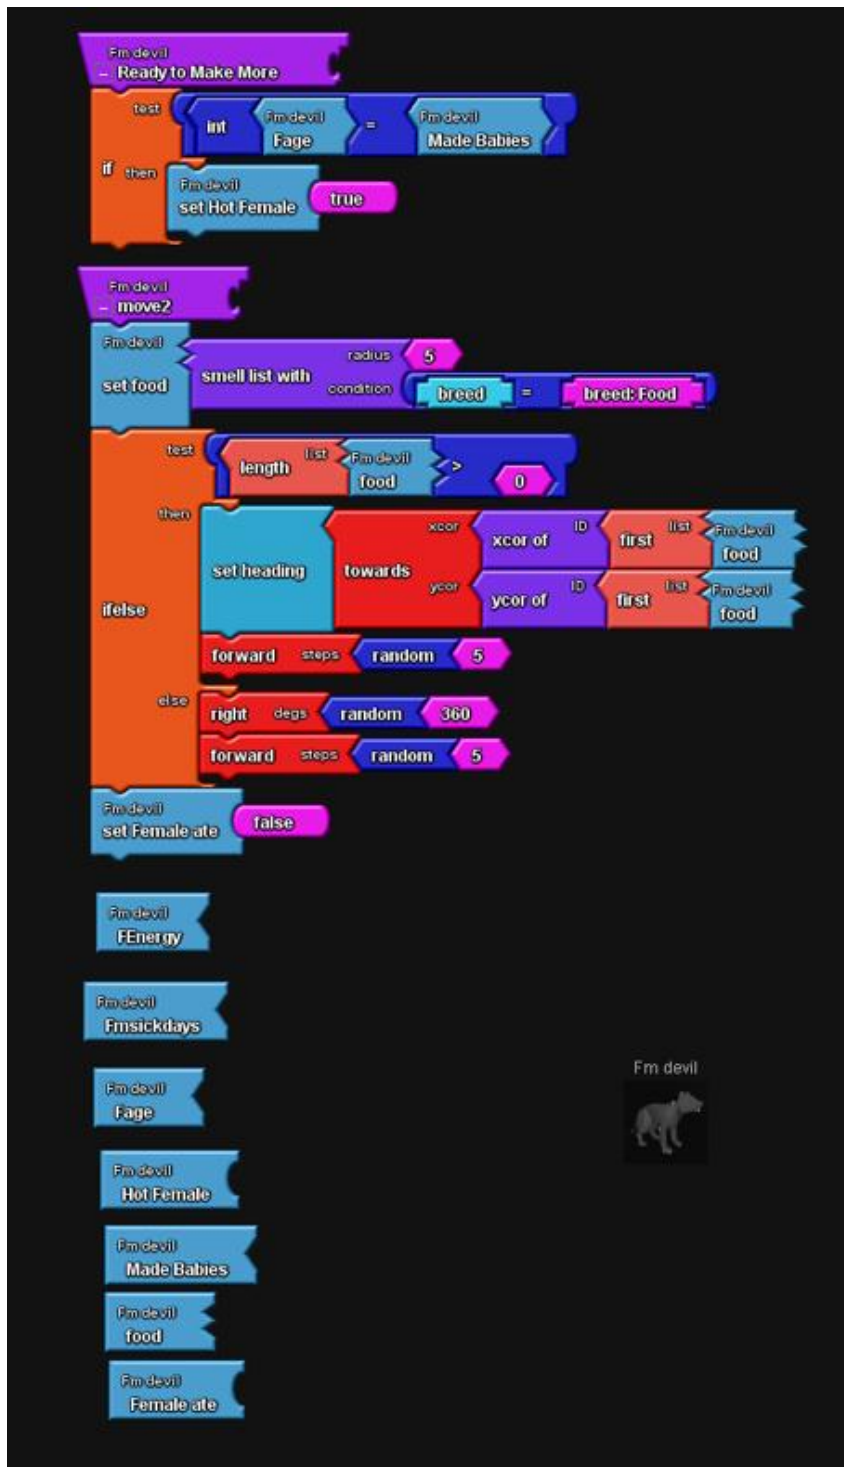 Fm devil
– Ready to Make More
test
int
Fm devil
Fage
=
Fm devil
Made Babies
if
then
Fm devil
set Hot Female
true
Fm devil
– move2
Fm devil
set food
smell list with
radius
5
condition
breed
=
breed: Food
test
length
list
Fm devil
food
>
0
ifelse
then
set heading
towards
xcor
xcor of
ID
first
list
Fm devil
food
ycor
ycor of
ID
first
list
Fm devil
food
forward steps random 5
else
right degs random 360
forward steps random 5
Fm devil
set Female ate
false
Fm devil
FEnergy
Fm devil
Fmsickdays
Fm devil
Fm devil
Fage
Fm devil
Hot Female
Fm devil
Made Babies
Fm devil
food
Fm devil
Female ate